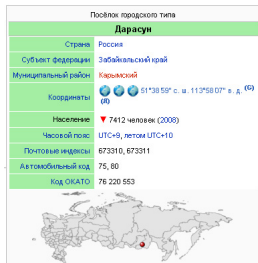 Посёлок городского типа
Дарасун
Страна Россия
Субъект федерации Забайкальский край
Муниципальный район Карымский
Координаты 51°38′59″ с. ш. 113°58′07″ в. д. (G)
(Я)
Население ▼ 7412 человек (2008)
Часовой пояс UTC+9, летом UTC+10
Почтовые индексы 673310, 673311
Автомобильный код 75, 80
Код ОКАТО 76 220 553